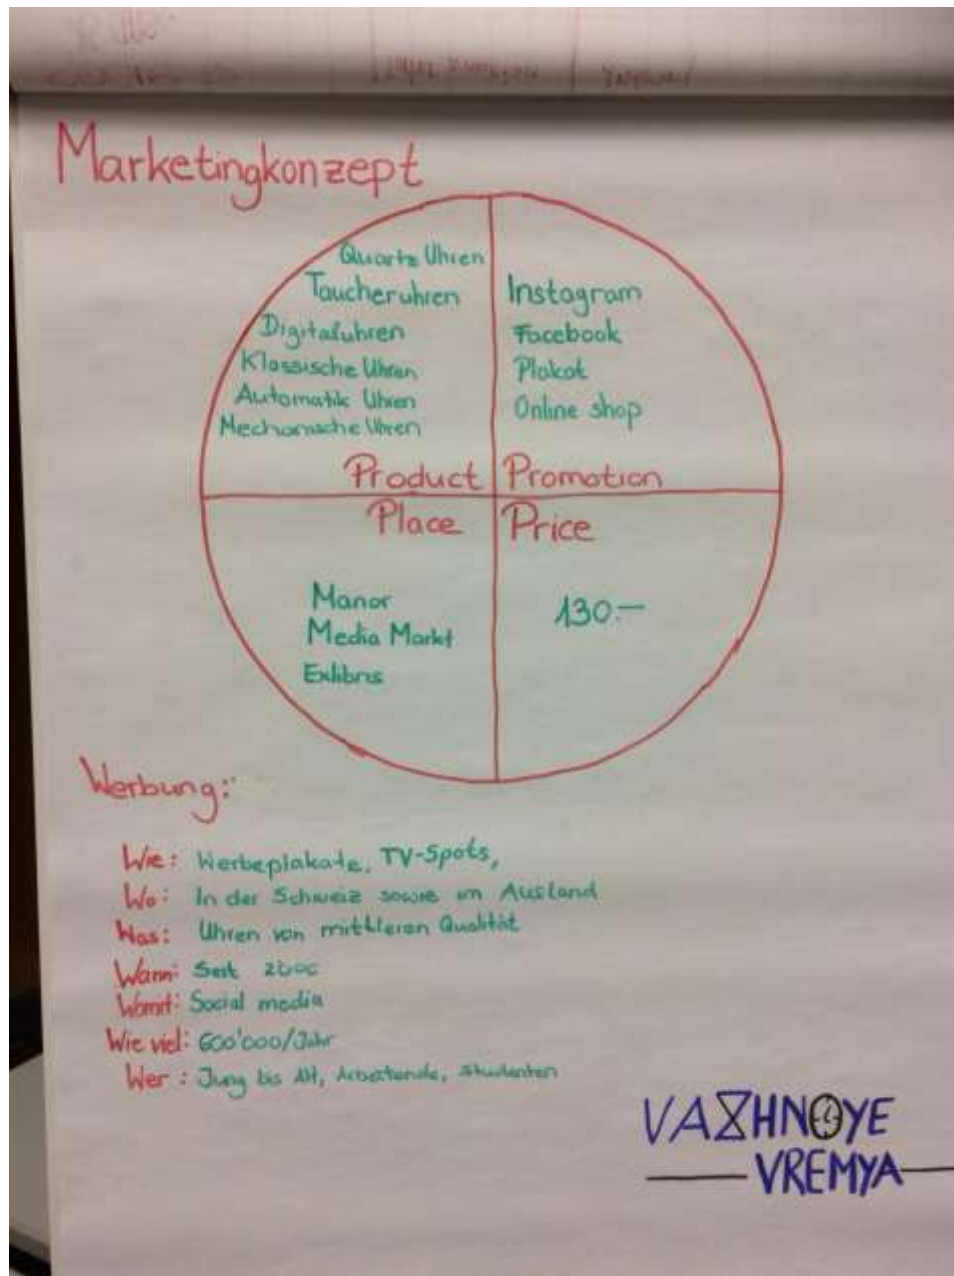 Marketingkonzept
Quartz Uhren
Taucheruhren
Digitaluhren
Klassische Uhren
Automatik Uhren
Mechanische Uhren
Product
Instagram
Facebook
Plakat
Online shop
Promotion
Place
Manor
Media Markt
Exlibris
Price
130.-
Werbung:
Wie: Werbeplakate, TV-Spots,
Wo: In der Schweiz sowie im Ausland
Was: Uhren von mittleren Qualität
Wann: Seit 2000
Womit: Social media
Wie viel: 600'000/Jahr
Wer: Jung bis Alt, Arbeitende, Studenten
VAZHNOYE
VREMYA